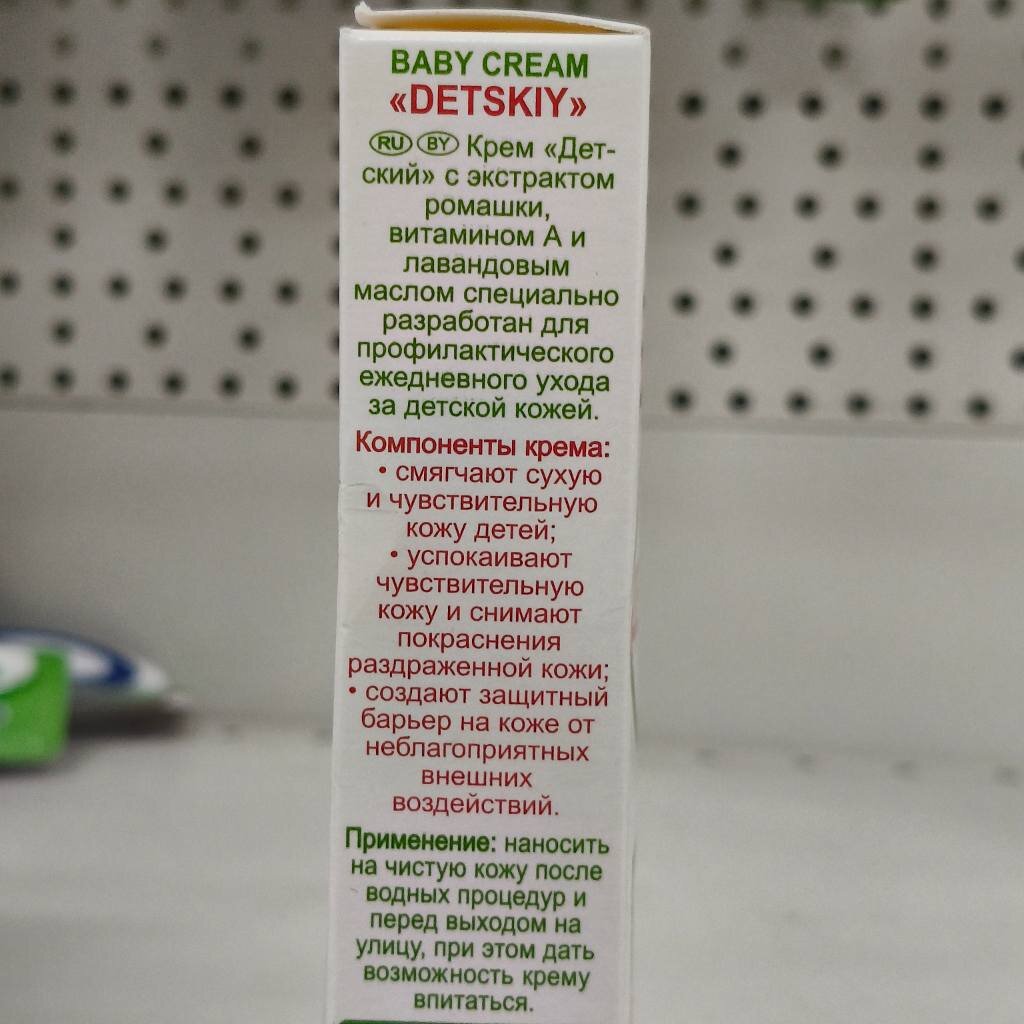 BABY CREAM
«DETSKIY»
RU BY Крем «Дет-
ский» с экстрактом
ромашки,
витамином А и
лавандовым
маслом специально
разработан для
профилактического
ежедневного ухода
за детской кожей.
Компоненты крема:
• смягчают сухую
и чувствительную
кожу детей;
• успокаивают
чувствительную
кожу и снимают
покраснения
раздраженной кожи;
• создают защитный
барьер на коже от
неблагоприятных
внешних
воздействий.
Применение: наносить
на чистую кожу после
водных процедур и
перед выходом на
улицу, при этом дать
возможность крему
впитаться.